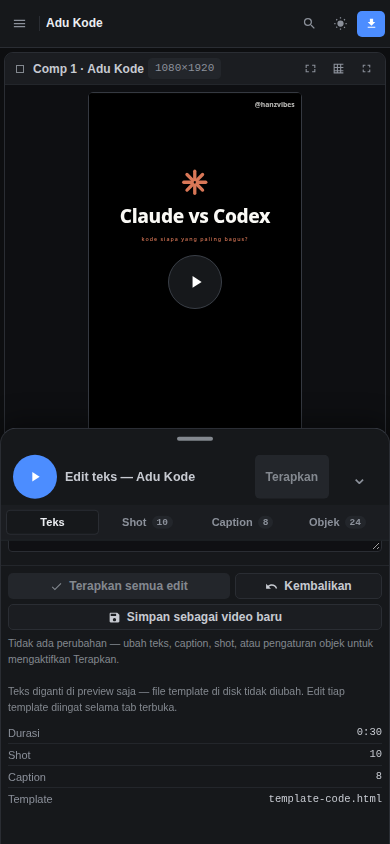 Adu Kode
Comp 1 · Adu Kode 1080×1920
@hanzvibes
Claude vs Codex
kode siapa yang paling bagus?
Edit teks — Adu Kode
Terapkan
Teks
Shot 10
Caption 8
Objek 24
Terapkan semua edit
Kembalikan
Simpan sebagai video baru
Tidak ada perubahan — ubah teks, caption, shot, atau pengaturan objek untuk
mengaktifkan Terapkan.
Teks diganti di preview saja — file template di disk tidak diubah. Edit tiap
template diingat selama tab terbuka.
Durasi 0:30
Shot 10
Caption 8
Template template-code.html